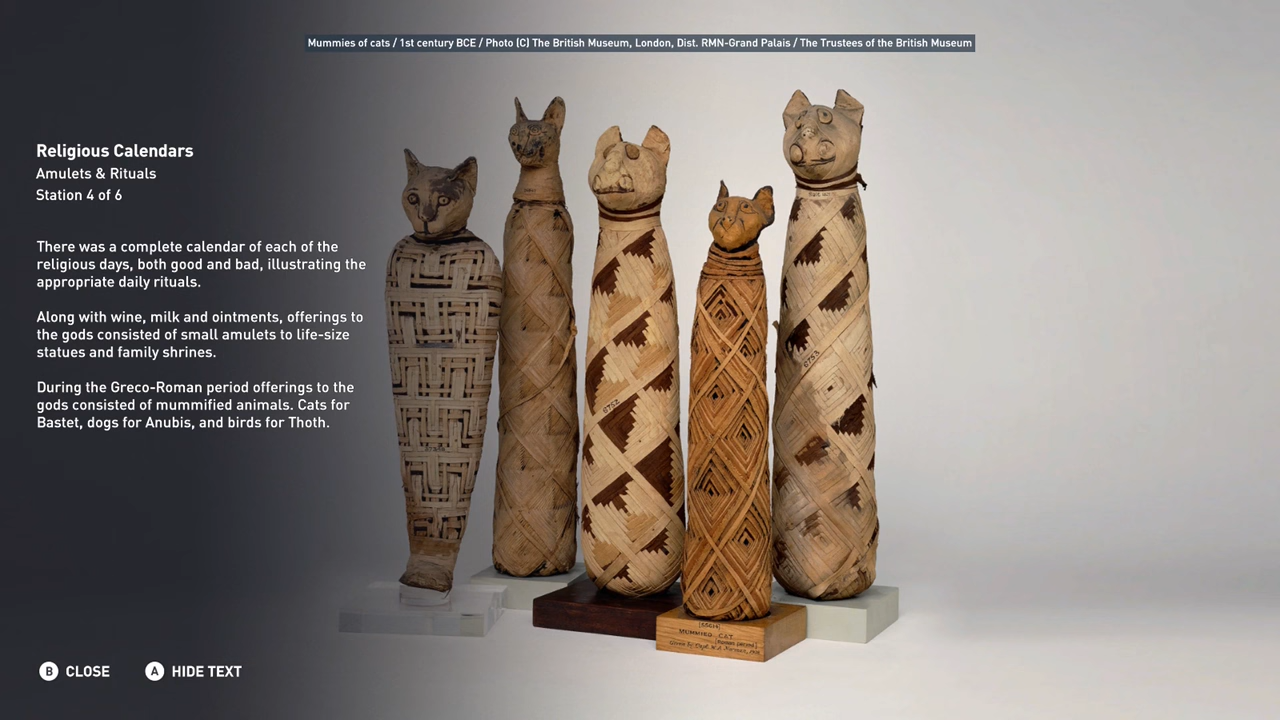 Mummies of cats / 1st century BCE / Photo (C) The British Museum, London, Dist. RMN-Grand Palais / The Trustees of the British Museum
Religious Calendars
Amulets & Rituals
Station 4 of 6
There was a complete calendar of each of the
religious days, both good and bad, illustrating the
appropriate daily rituals.
Along with wine, milk and ointments, offerings to
the gods consisted of small amulets to life-size
statues and family shrines.
During the Greco-Roman period offerings to the
gods consisted of mummified animals. Cats for
Bastet, dogs for Anubis, and birds for Thoth.
6752
6753
MUMMIED CAT
B CLOSE
A HIDE TEXT